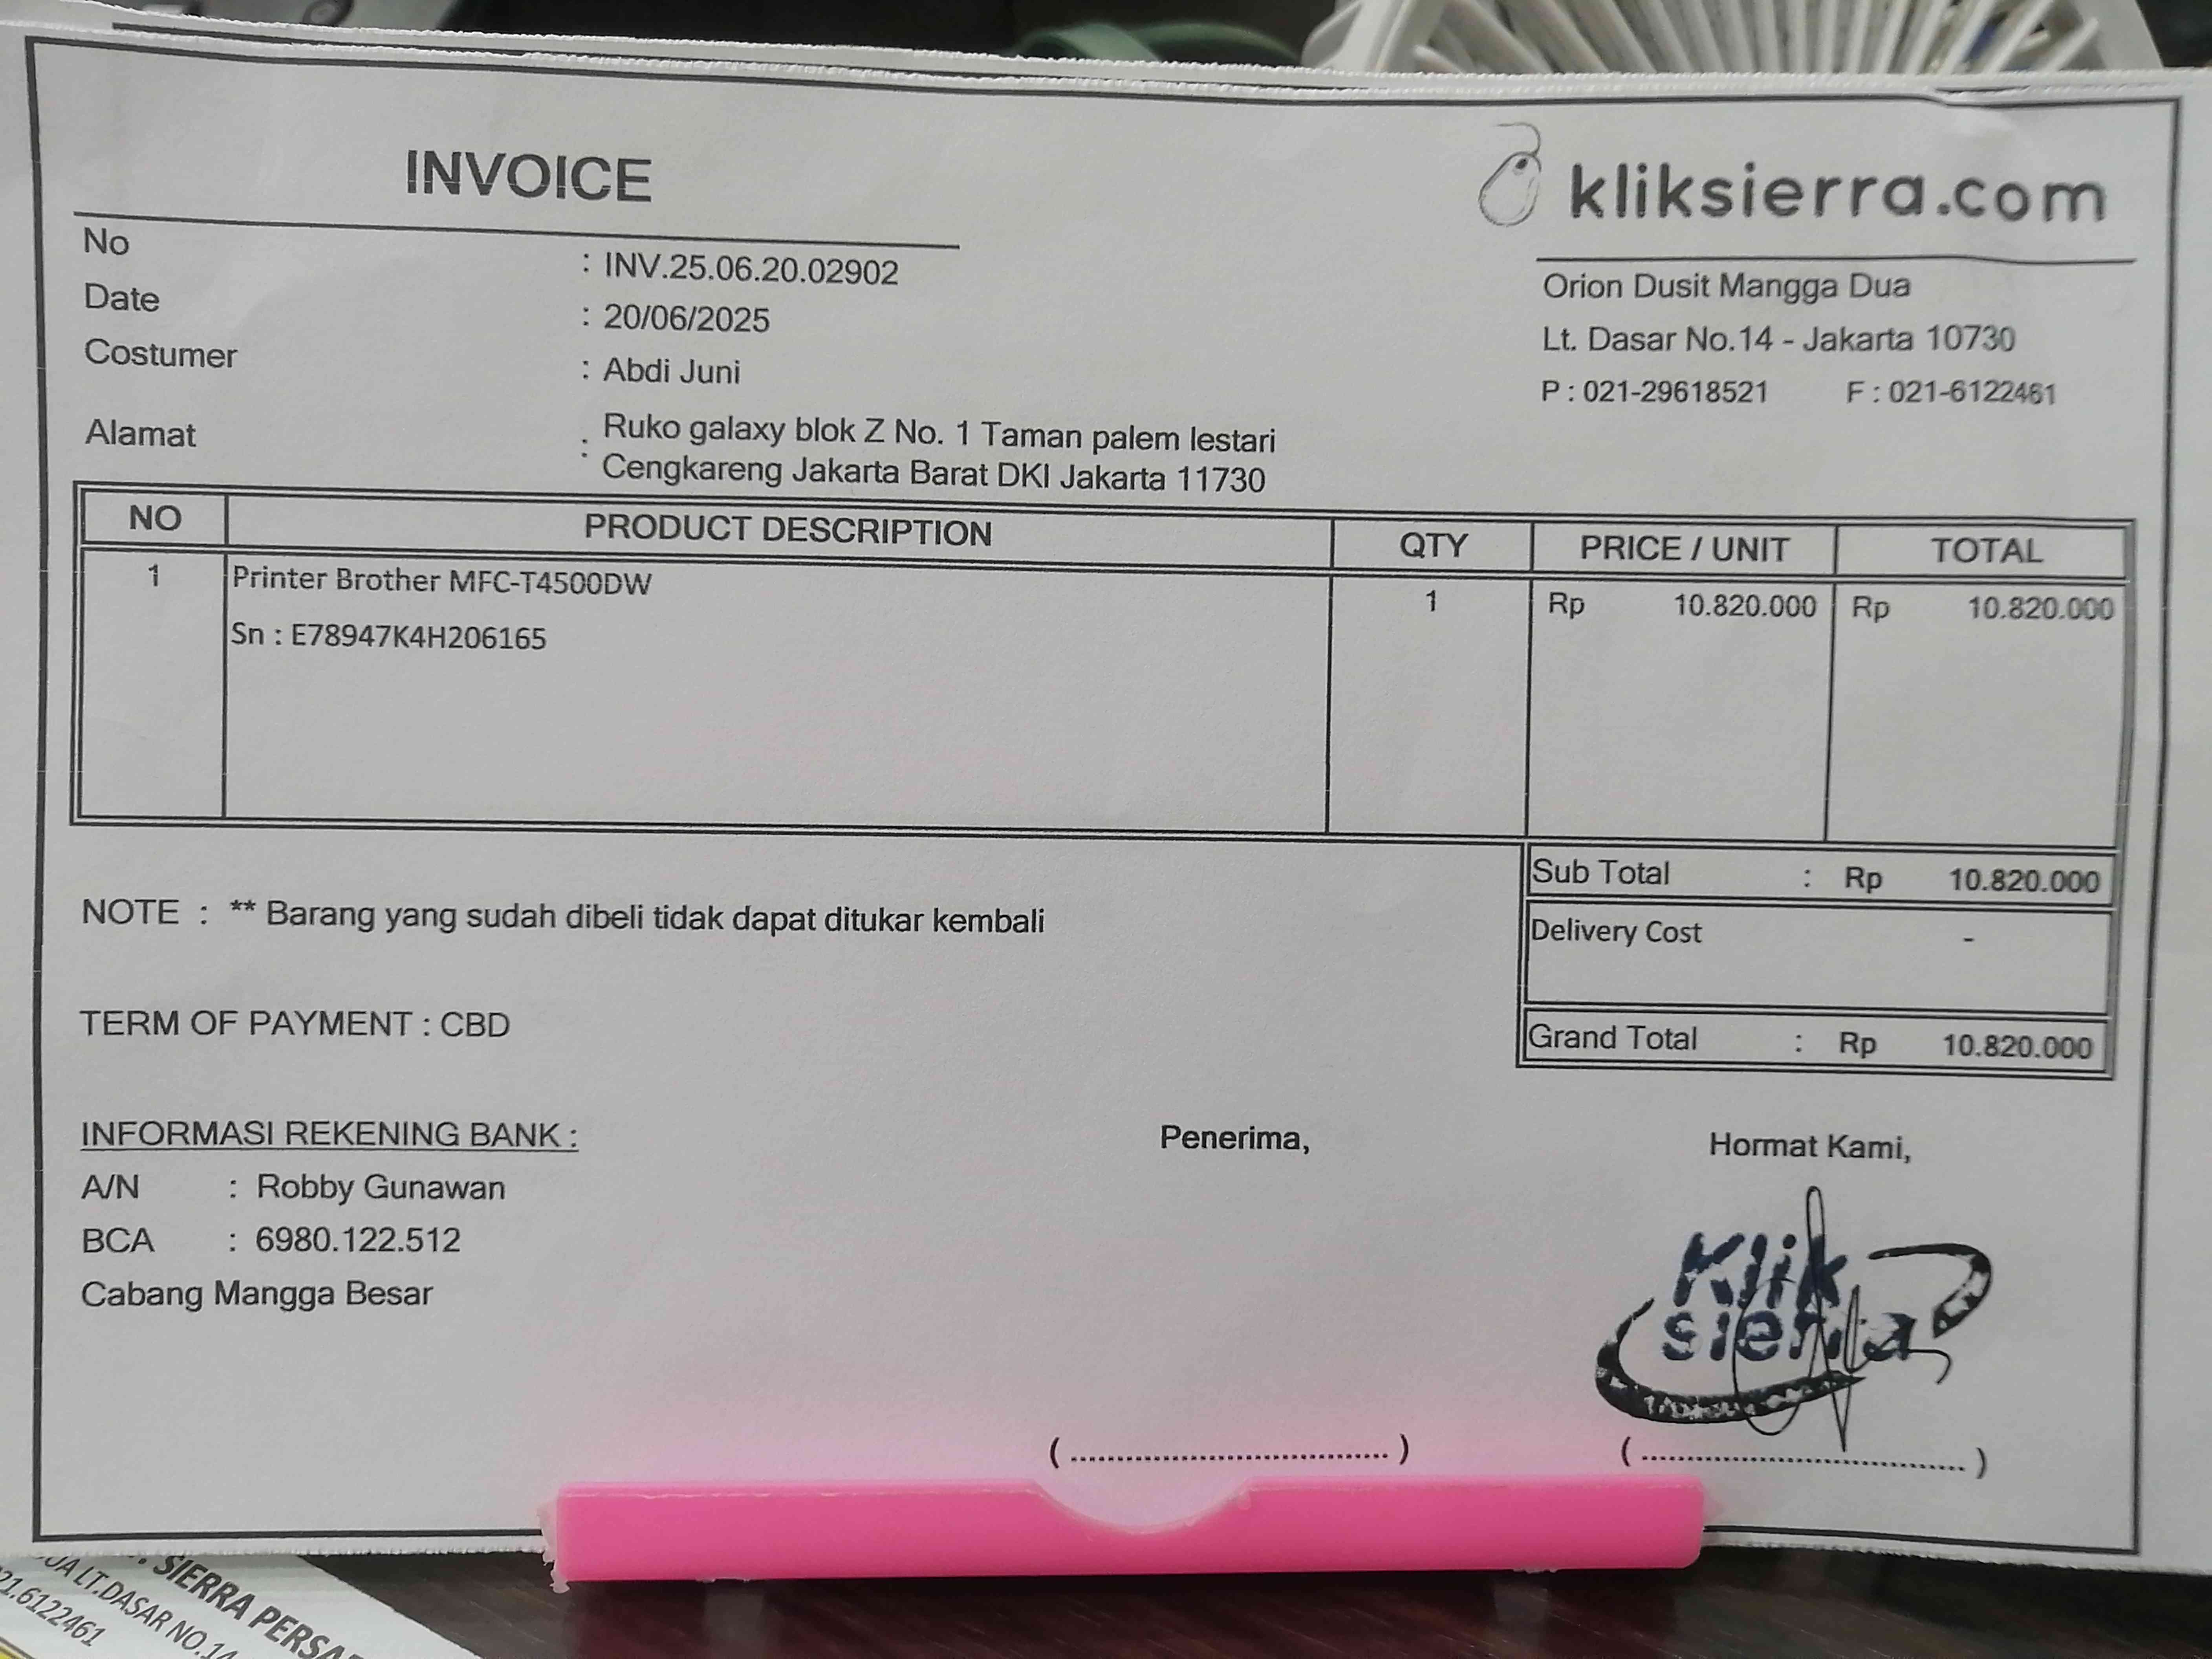 INVOICE
kliksierra.com
No : INV.25.06.20.02902
Date : 20/06/2025
Costumer : Abdi Juni
Alamat : Ruko galaxy blok Z No. 1 Taman palem lestari
Cengkareng Jakarta Barat DKI Jakarta 11730
Orion Dusit Mangga Dua
Lt. Dasar No.14 - Jakarta 10730
P : 021-29618521 F : 021-6122461
NO PRODUCT DESCRIPTION QTY PRICE / UNIT TOTAL
1 Printer Brother MFC-T4500DW 1 Rp 10.820.000 Rp 10.820.000
Sn : E78947K4H206165
Sub Total : Rp 10.820.000
Delivery Cost -
Grand Total : Rp 10.820.000
NOTE : ** Barang yang sudah dibeli tidak dapat ditukar kembali
TERM OF PAYMENT : CBD
INFORMASI REKENING BANK :
A/N : Robby Gunawan
BCA : 6980.122.512
Cabang Mangga Besar
Penerima,
Hormat Kami,
Klik
sierra
(..............................)
(..............................)
SIERRA
LT.DASAR NO.14
21.6122461